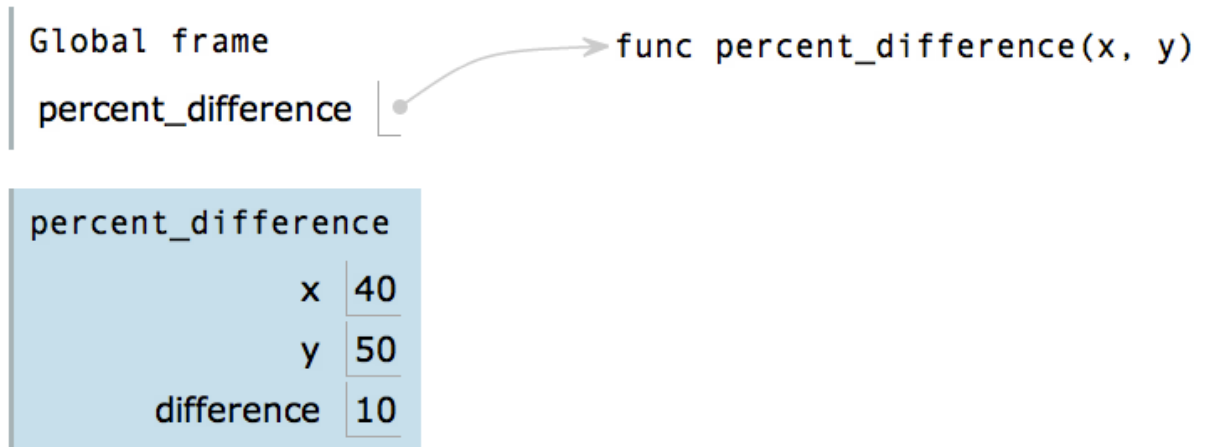 Global frame
func percent_difference(x, y)
percent_difference
percent_difference
x 40
y 50
difference 10